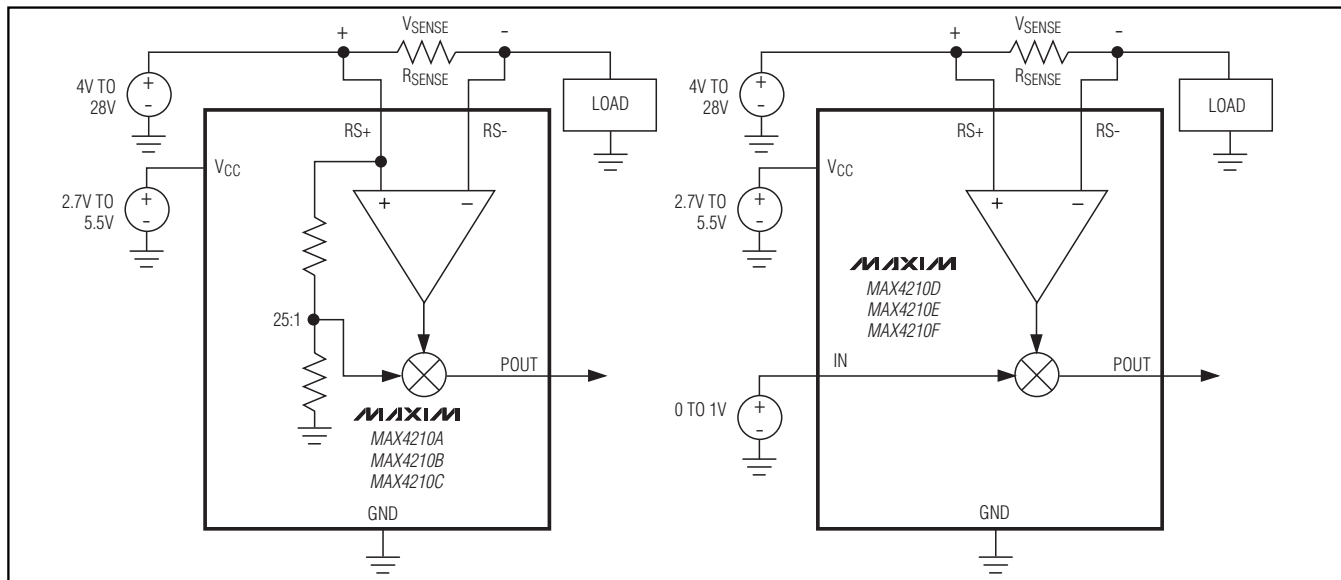 + VSENSE -
RSENSE
4V TO
28V
+
-
LOAD
RS+
RS-
VCC
2.7V TO
5.5V
+
-
+ −
25:1
POUT
MAXIM
MAX4210A
MAX4210B
MAX4210C
GND
+ VSENSE -
RSENSE
4V TO
28V
+
-
LOAD
RS+
RS-
VCC
2.7V TO
5.5V
+
-
+ −
MAXIM
MAX4210D
MAX4210E
MAX4210F
IN
POUT
0 TO 1V
+
-
GND